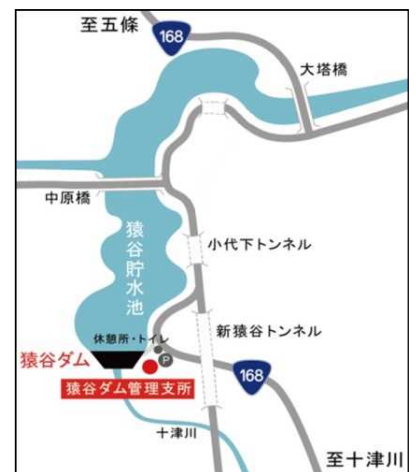 至五條
168
大塔橋
中原橋
猿谷貯水池
小代下トンネル
新猿谷トンネル
休憩所・トイレ
P
猿谷ダム
猿谷ダム管理支所
168
十津川
至十津川